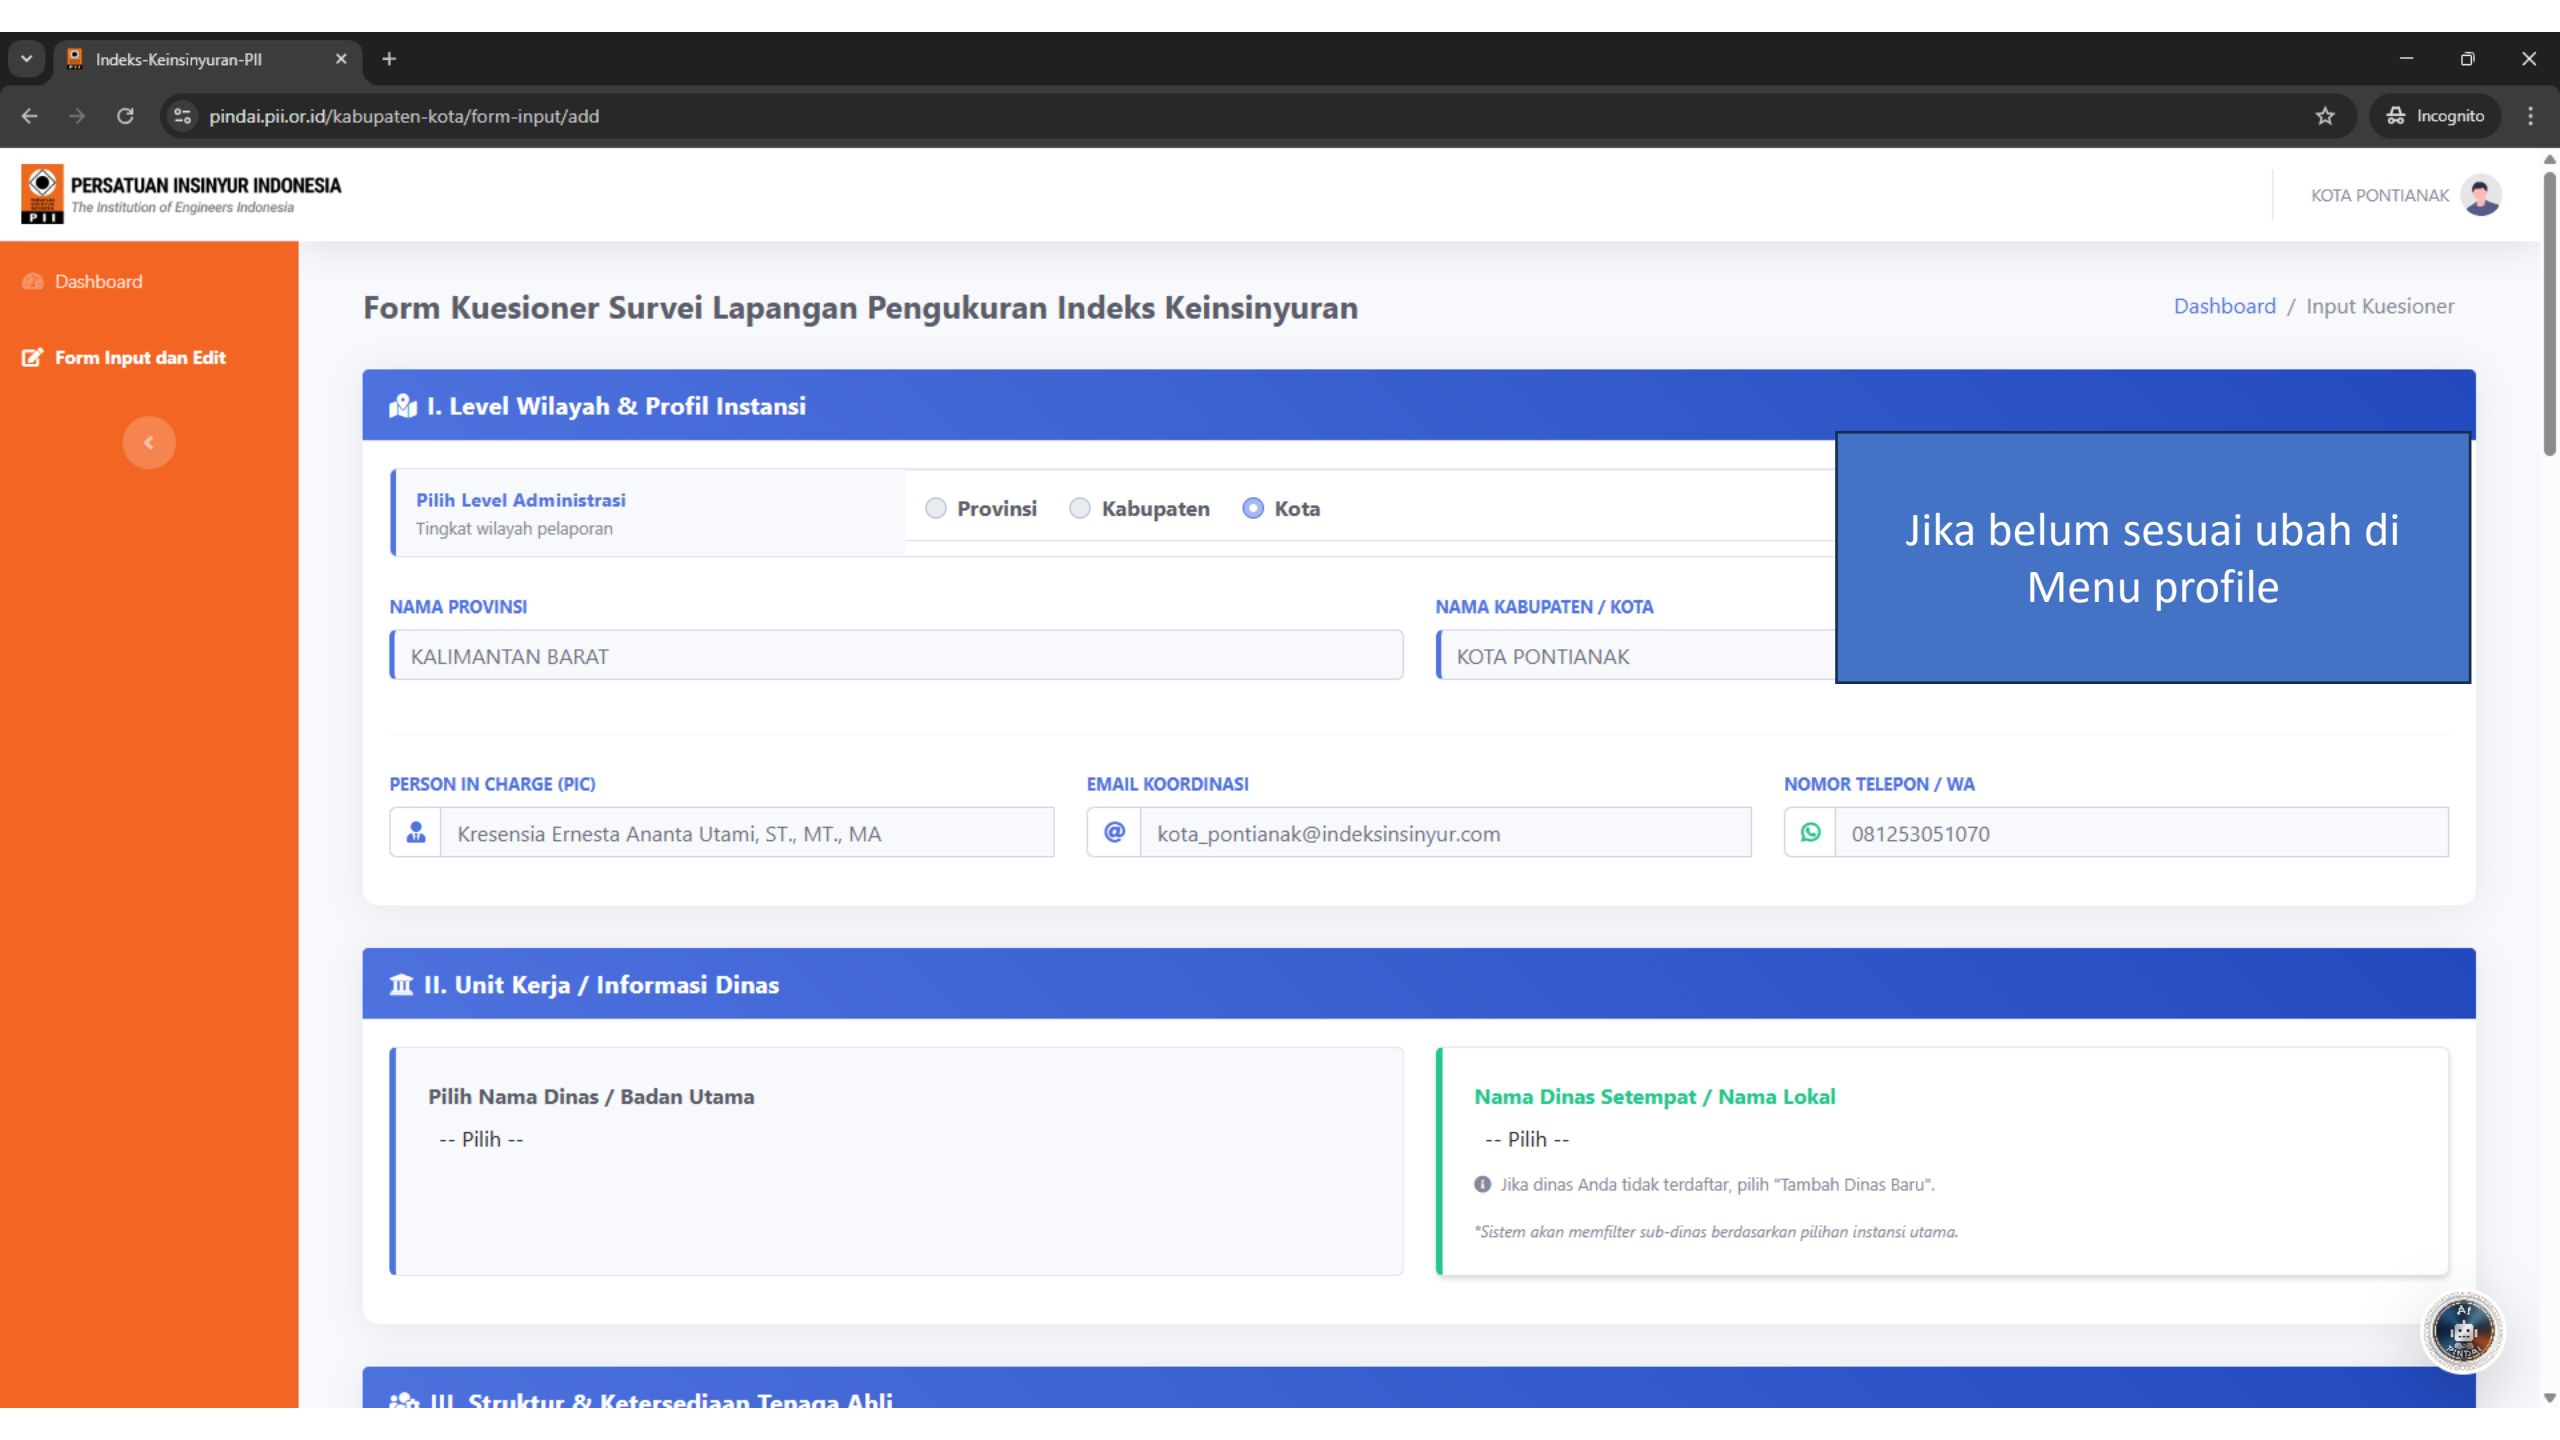 Indeks-Keinsinyuran-PII
pindai.pii.or.id/kabupaten-kota/form-input/add
Incognito
PERSATUAN INSINYUR INDONESIA
The Institution of Engineers Indonesia
PII
KOTA PONTIANAK
Dashboard
Form Input dan Edit
Form Kuesioner Survei Lapangan Pengukuran Indeks Keinsinyuran
Dashboard / Input Kuesioner
I. Level Wilayah & Profil Instansi
Pilih Level Administrasi
Tingkat wilayah pelaporan
Provinsi Kabupaten Kota
Jika belum sesuai ubah di
Menu profile
NAMA PROVINSI
KALIMANTAN BARAT
NAMA KABUPATEN / KOTA
KOTA PONTIANAK
PERSON IN CHARGE (PIC)
Kresensia Ernesta Ananta Utami, ST., MT., MA
EMAIL KOORDINASI
kota_pontianak@indeksinsinyur.com
NOMOR TELEPON / WA
081253051070
II. Unit Kerja / Informasi Dinas
Pilih Nama Dinas / Badan Utama
-- Pilih --
Nama Dinas Setempat / Nama Lokal
-- Pilih --
Jika dinas Anda tidak terdaftar, pilih "Tambah Dinas Baru".
*Sistem akan memfilter sub-dinas berdasarkan pilihan instansi utama.
AI
PINDAI
III. Struktur & Ketersediaan Tenaga Ahli